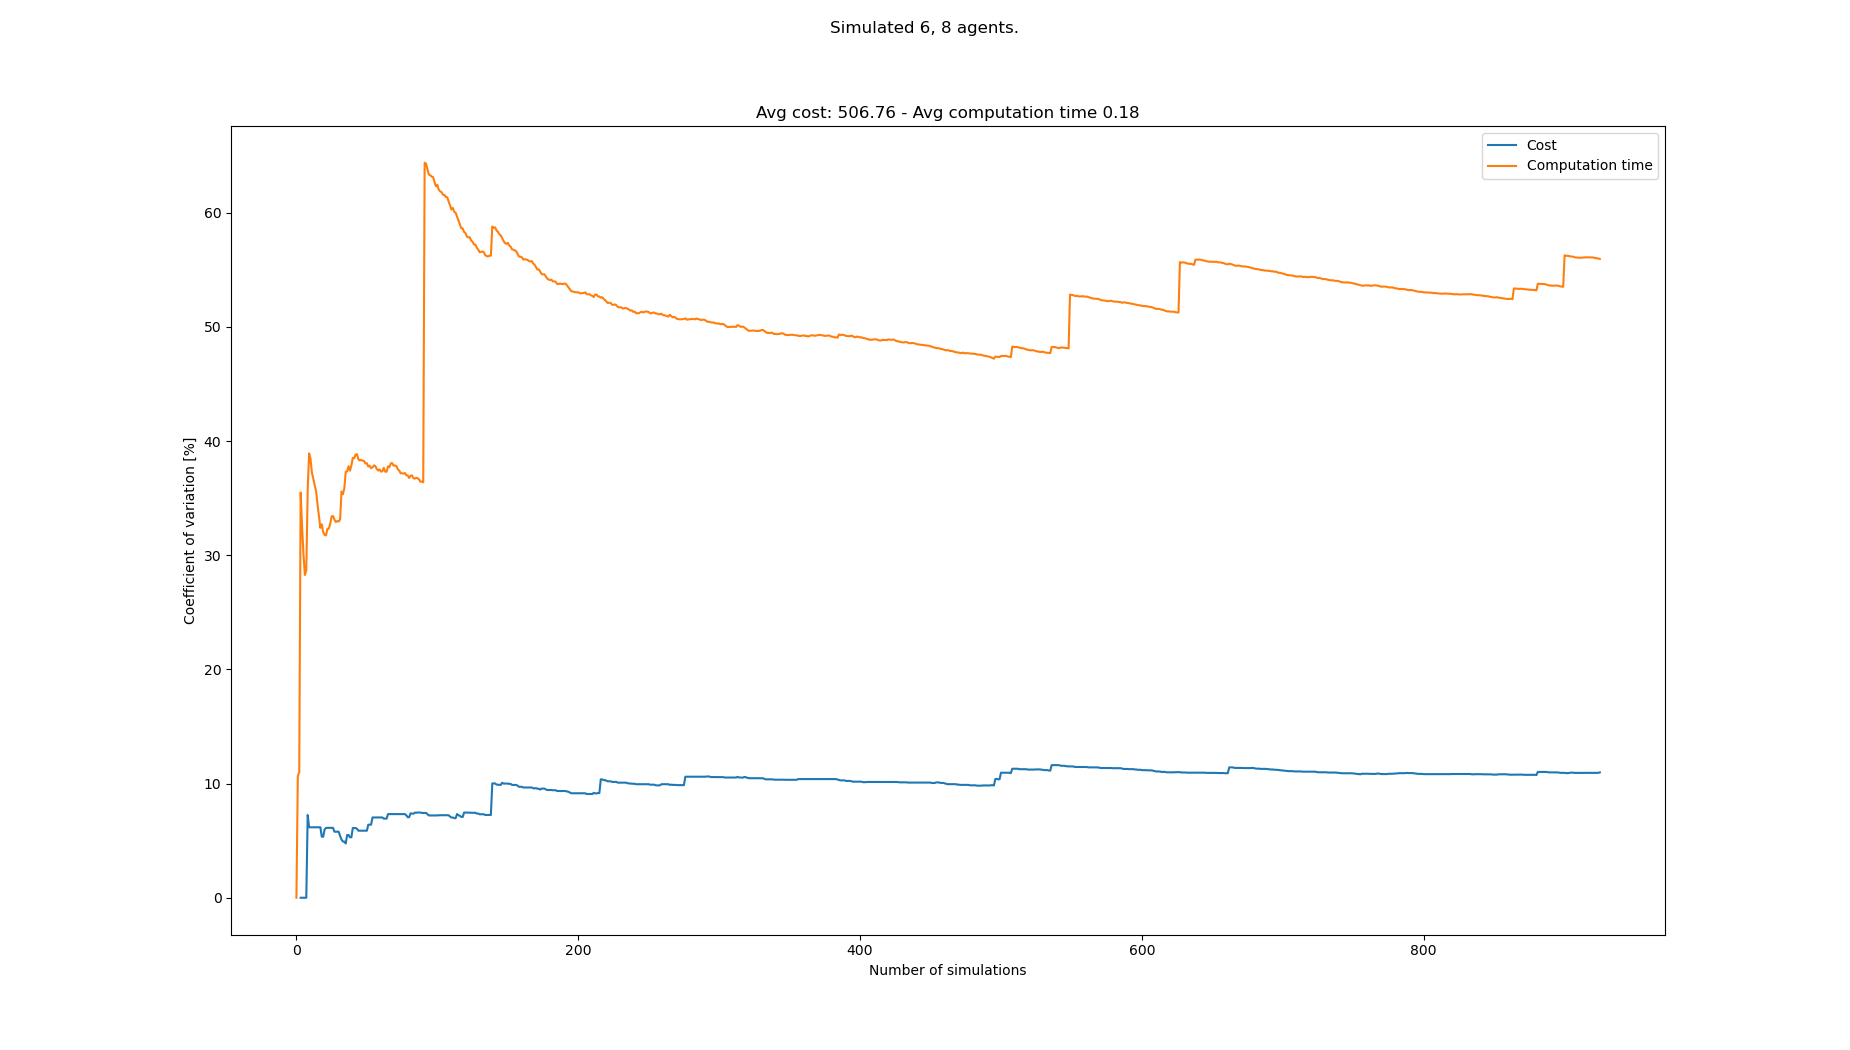 Simulated 6, 8 agents.
Avg cost: 506.76 - Avg computation time 0.18
Cost
Computation time
Coefficient of variation [%]
60
50
40
30
20
10
0
0 200 400 600 800
Number of simulations